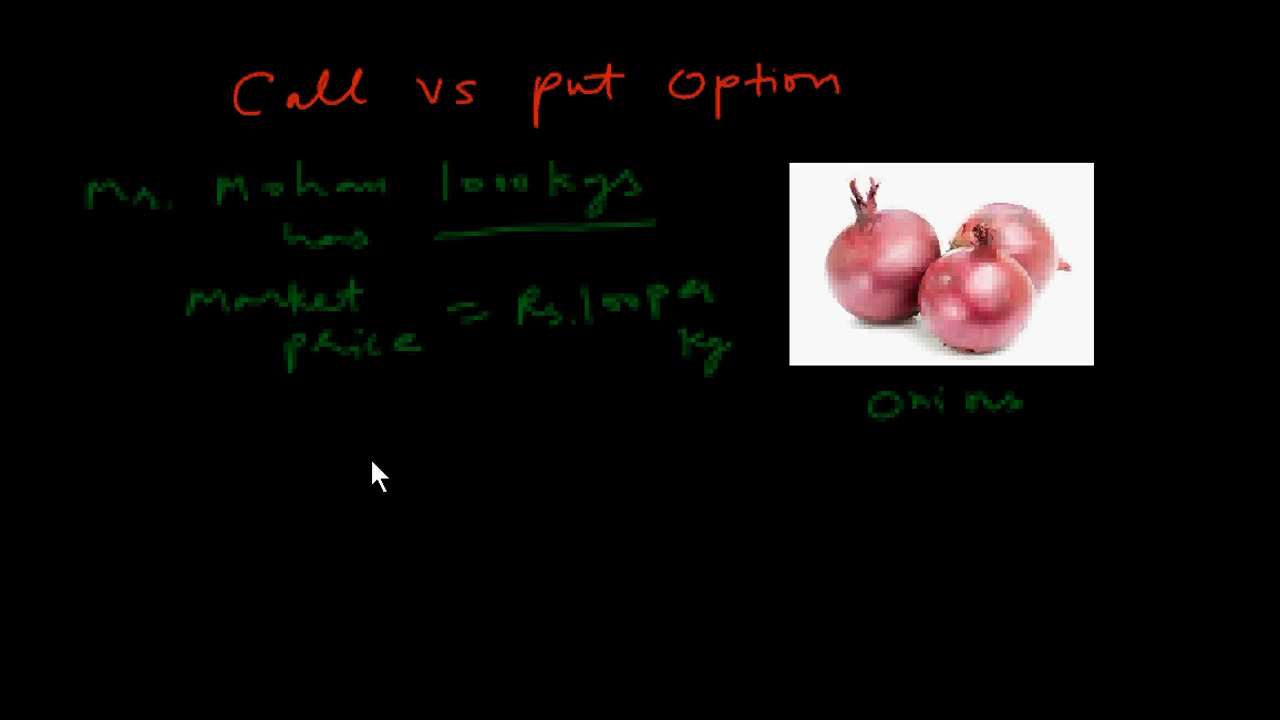 Call vs put option
Mr. Mohan 1000 kgs
has
Market
price = Rs. 100 per
kg
onions